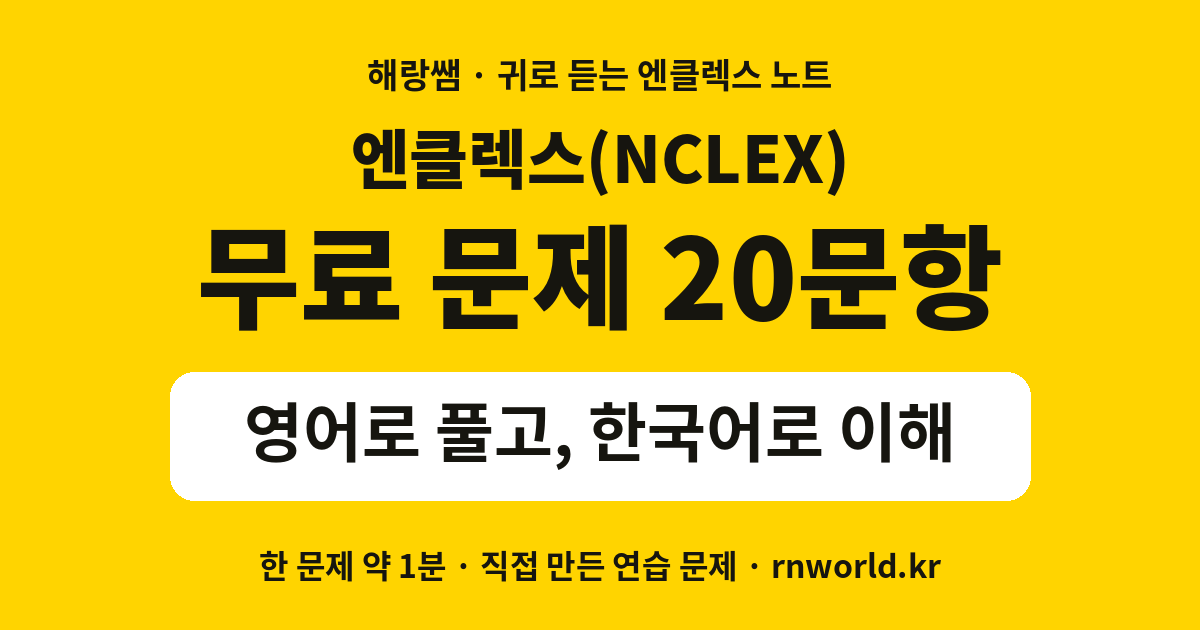 해랑쌤 · 귀로 듣는 엔클렉스 노트
엔클렉스(NCLEX)
무료 문제 20문항
영어로 풀고, 한국어로 이해
한 문제 약 1분 · 직접 만든 연습 문제 · rnworld.kr